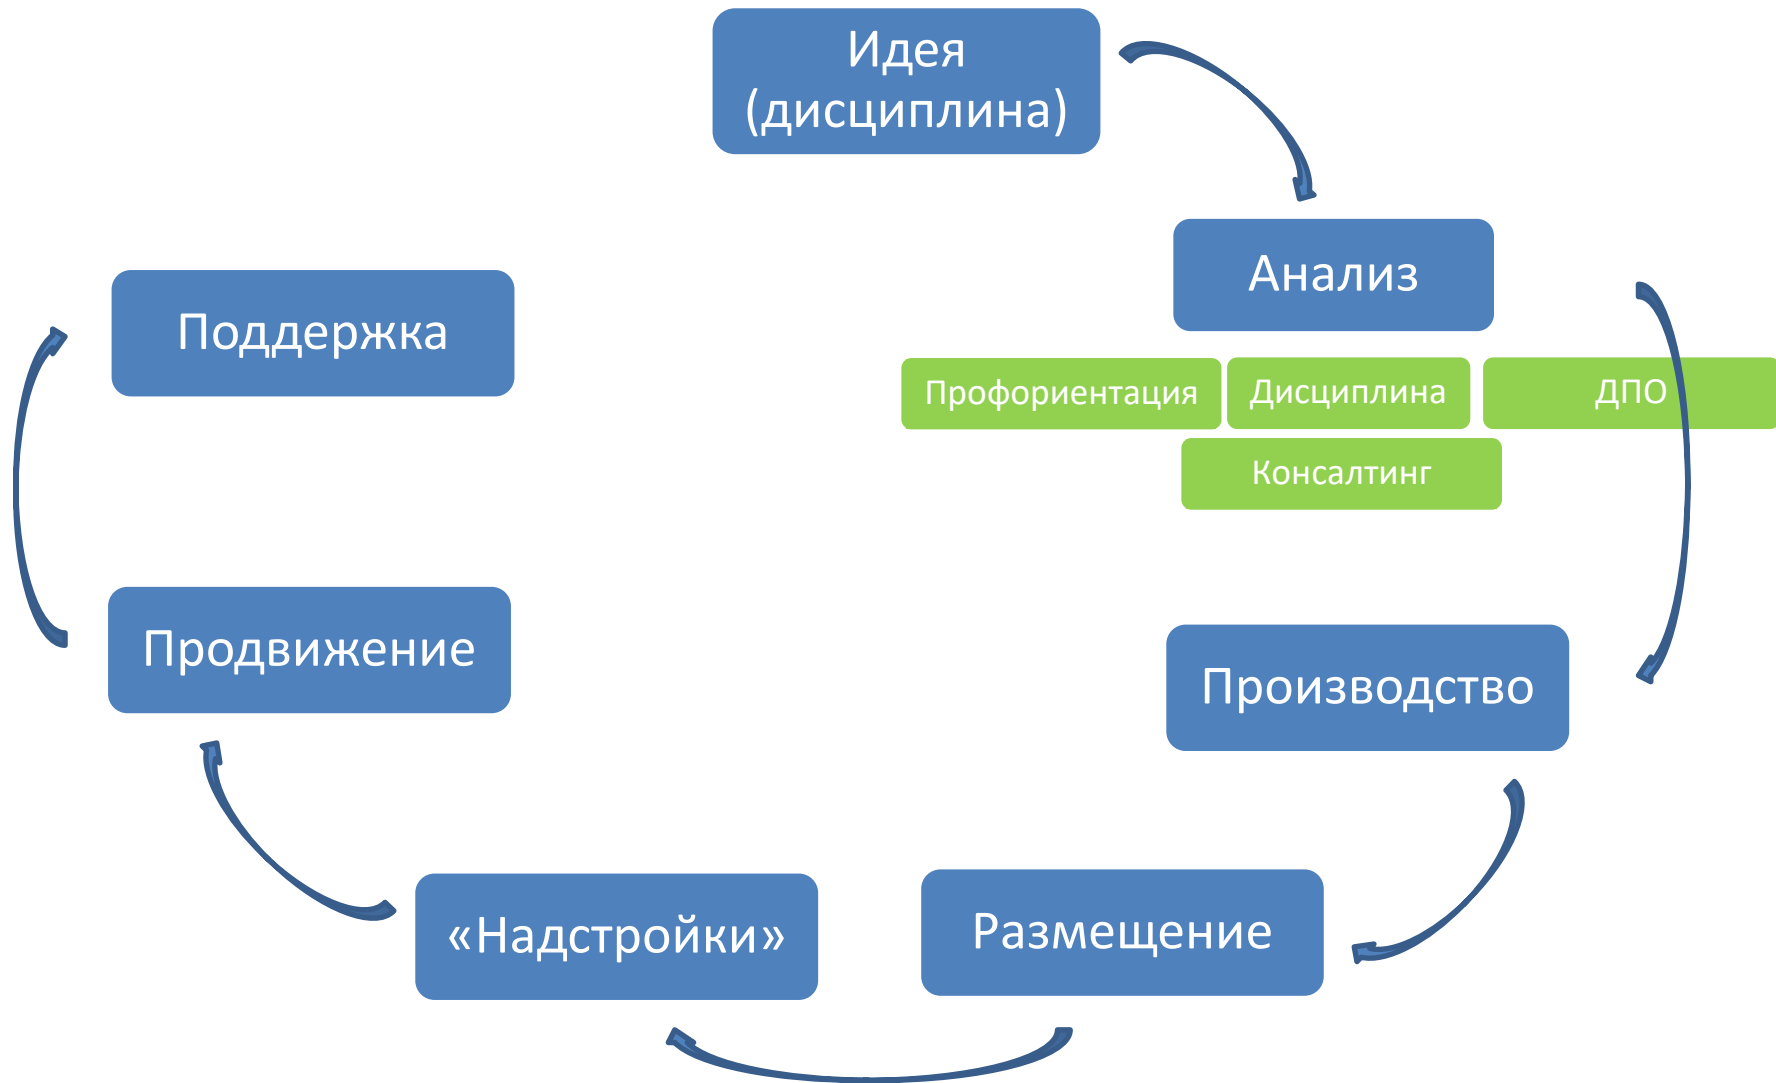 Идея
(дисциплина)
Анализ
Поддержка
Профориентация
Дисциплина
ДПО
Консалтинг
Продвижение
Производство
«Надстройки»
Размещение